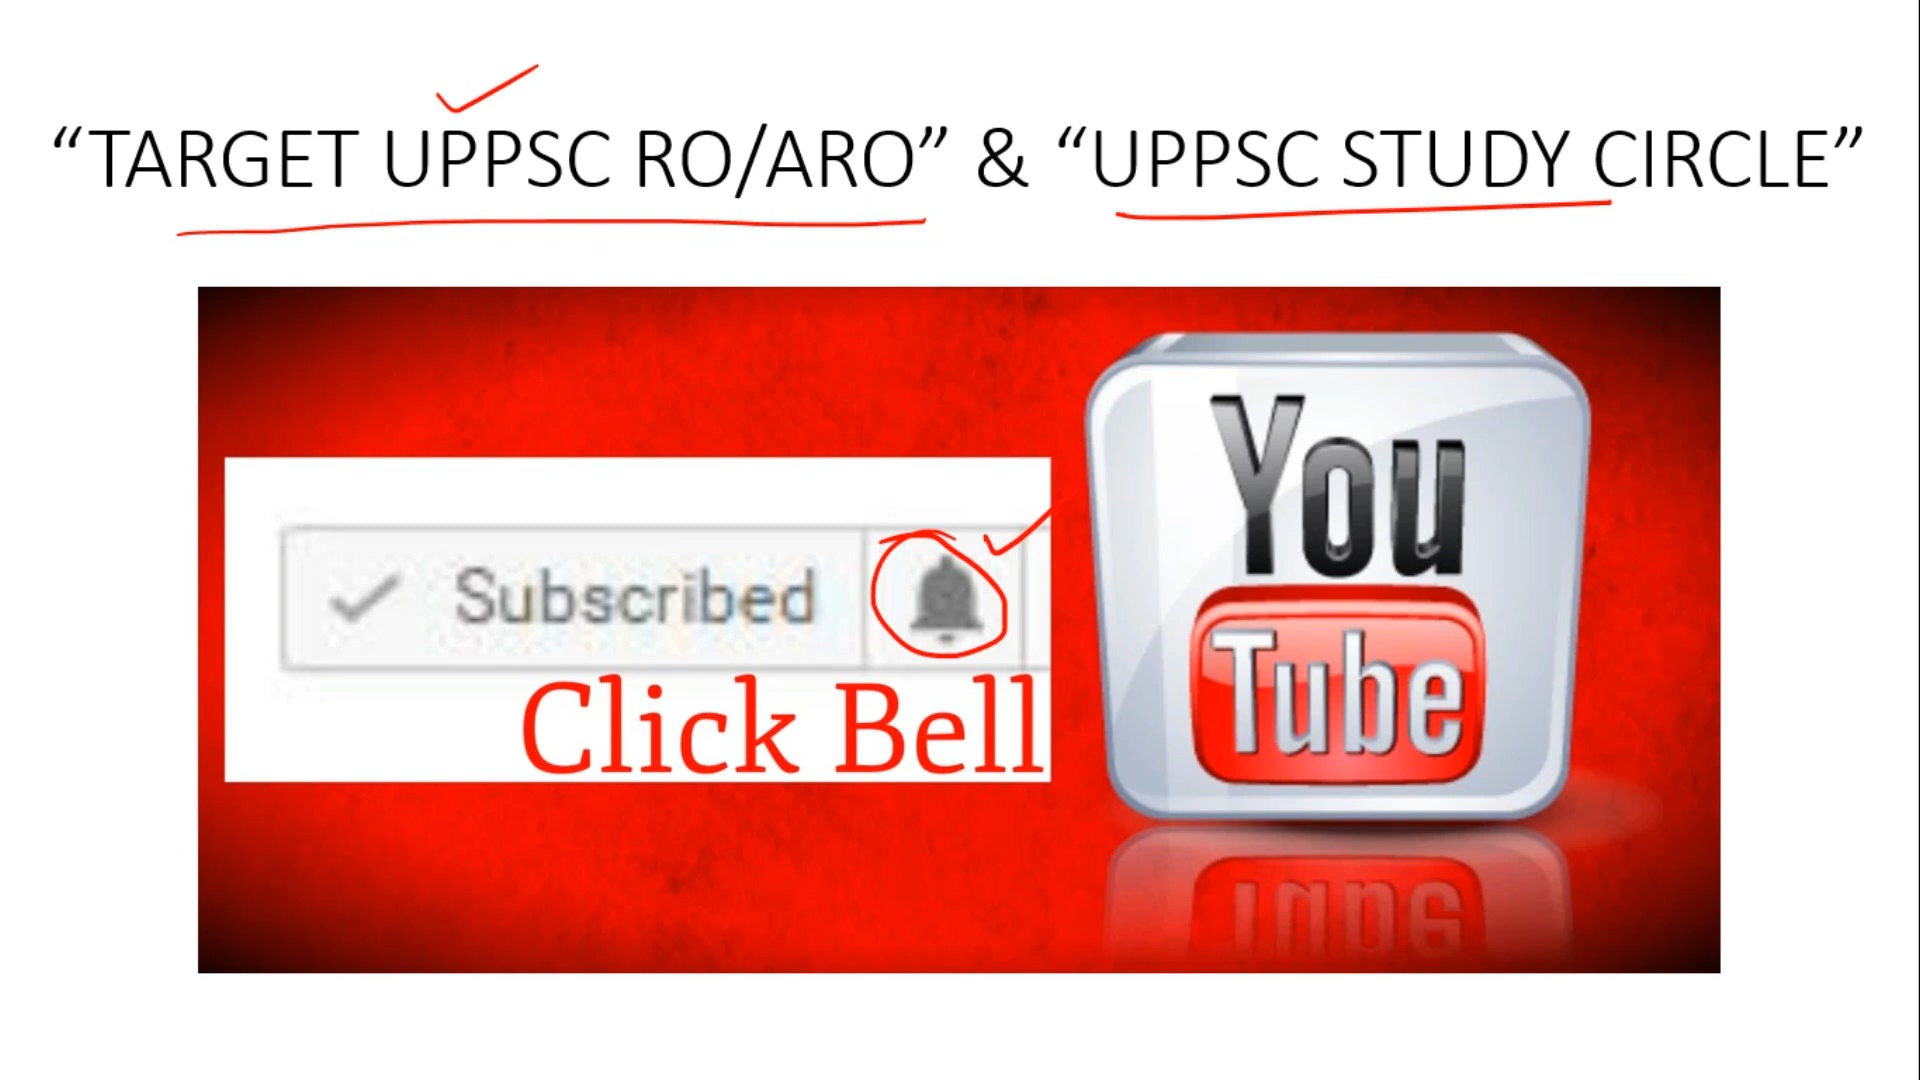 “TARGET UPPSC RO/ARO” & “UPPSC STUDY CIRCLE”
Subscribed
Click Bell
You
Tube